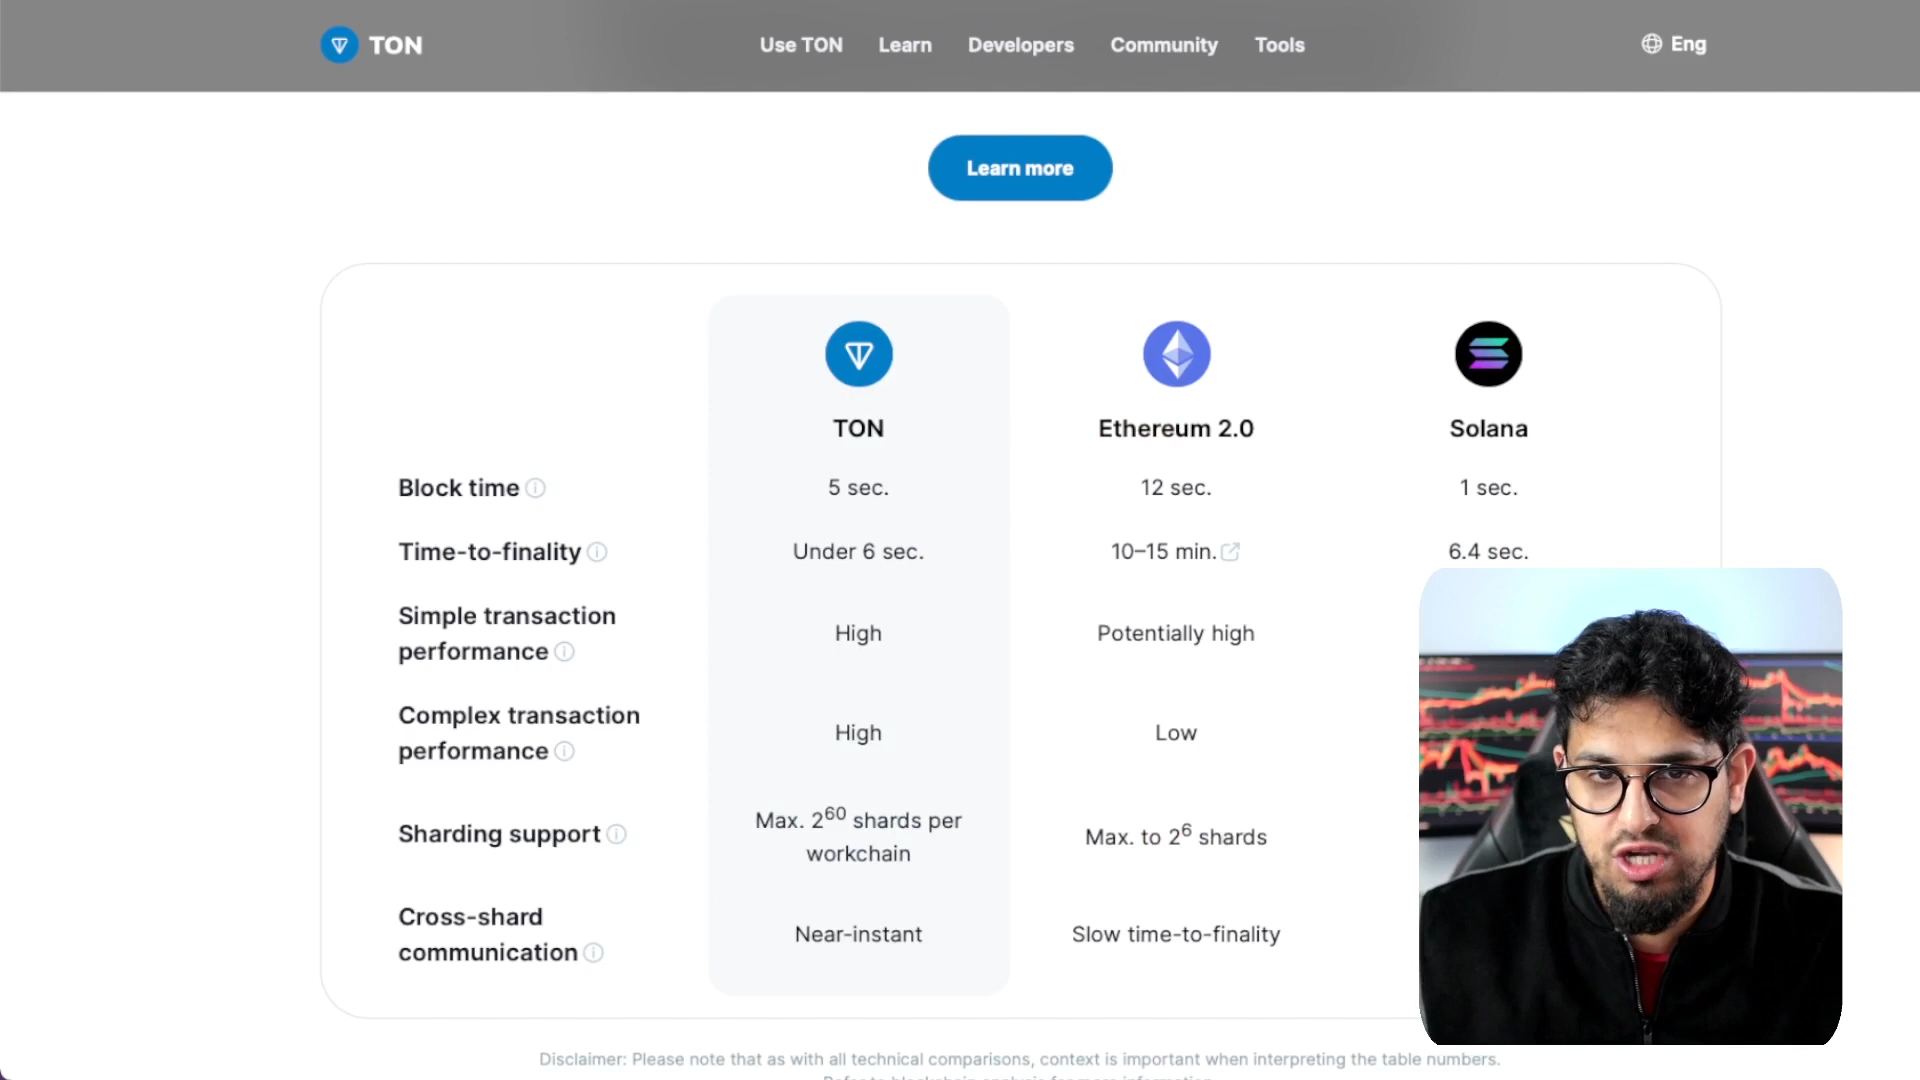 TON
Use TON Learn Developers Community Tools
Eng
Learn more
TON Ethereum 2.0 Solana
Block time 5 sec. 12 sec. 1 sec.
Time-to-finality Under 6 sec. 10–15 min. 6.4 sec.
Simple transaction
performance High Potentially high
Complex transaction
performance High Low
Sharding support Max. 2^60 shards per
workchain Max. to 2^6 shards
Cross-shard
communication Near-instant Slow time-to-finality
Disclaimer: Please note that as with all technical comparisons, context is important when interpreting the table numbers.